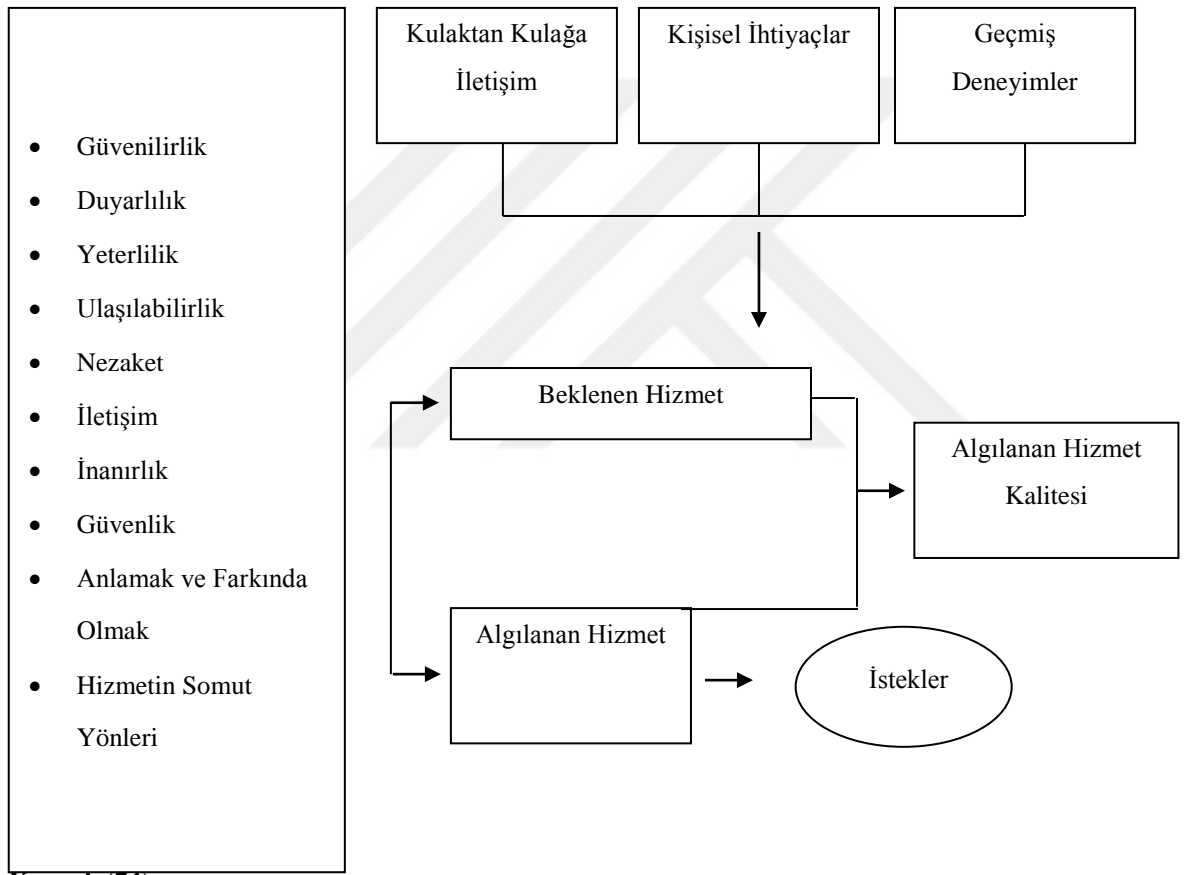 Güvenilirlik
Duyarlılık
Yeterlilik
Ulaşılabilirlik
Nezaket
İletişim
İnanırlık
Güvenlik
Anlamak ve Farkında
Olmak
Hizmetin Somut
Yönleri
Kulaktan Kulağa
İletişim
Kişisel İhtiyaçlar
Geçmiş
Deneyimler
Beklenen Hizmet
Algılanan Hizmet
Kalitesi
Algılanan Hizmet
İstekler